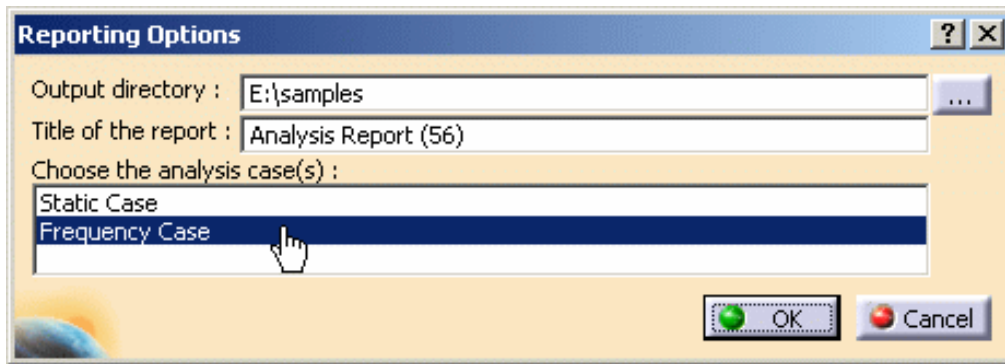 Reporting Options
Output directory : E:\samples ...
Title of the report : Analysis Report (56)
Choose the analysis case(s) :
Static Case
Frequency Case
OK Cancel